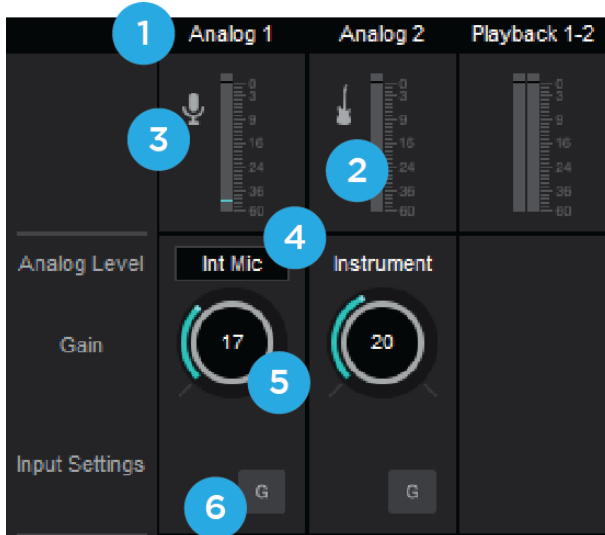 1 Analog 1 Analog 2 Playback 1-2
0 0 0
3 3 3
9 9 9
3 16 2 16 16
24 24 24
36 36 36
60 60 60
4
Analog Level Int Mic Instrument
Gain 17 20
5
Input Settings
6 G G